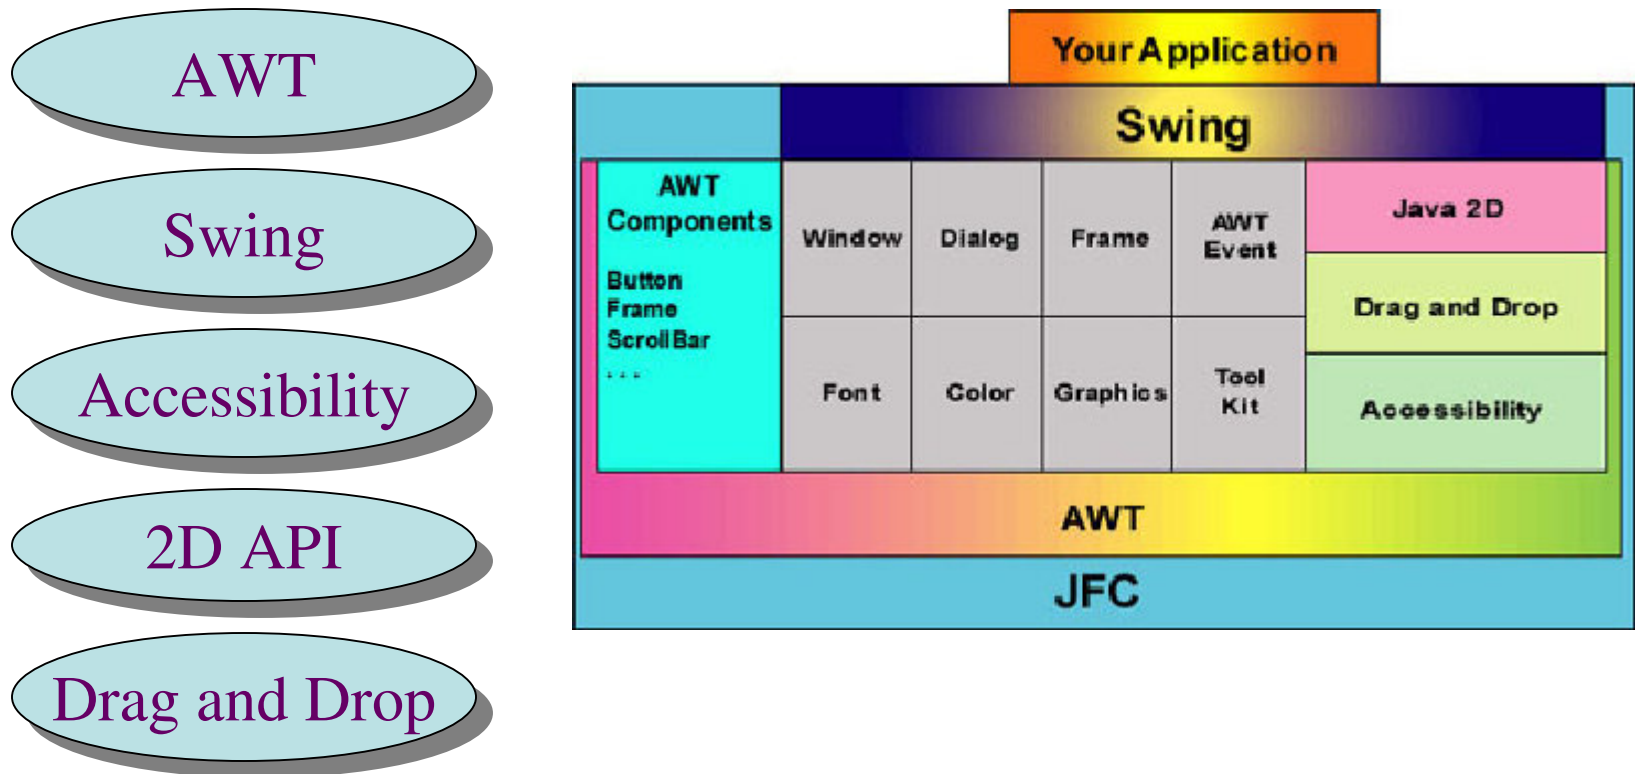 AWT
Swing
Accessibility
2D API
Drag and Drop
Your Application
Swing
AWT
Components
Button
Frame
ScrollBar
...
Window
Dialog
Frame
AWT
Event
Font
Color
Graphics
Tool
Kit
Java 2D
Drag and Drop
Accessibility
AWT
JFC